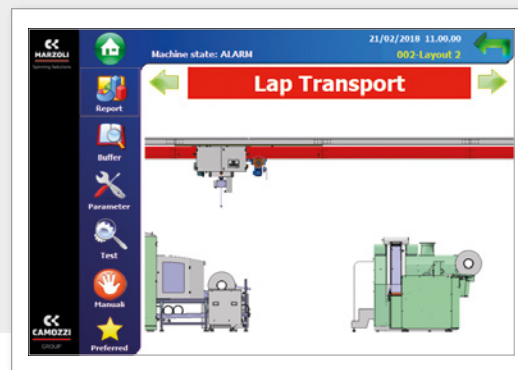 MARZOLI
Spinning Solutions
Machine state: ALARM
21/02/2018 11.00.00
002-Layout 2
Lap Transport
Report
Buffer
Parameter
Test
Manuali
Preferred
CAMOZZI
GROUP